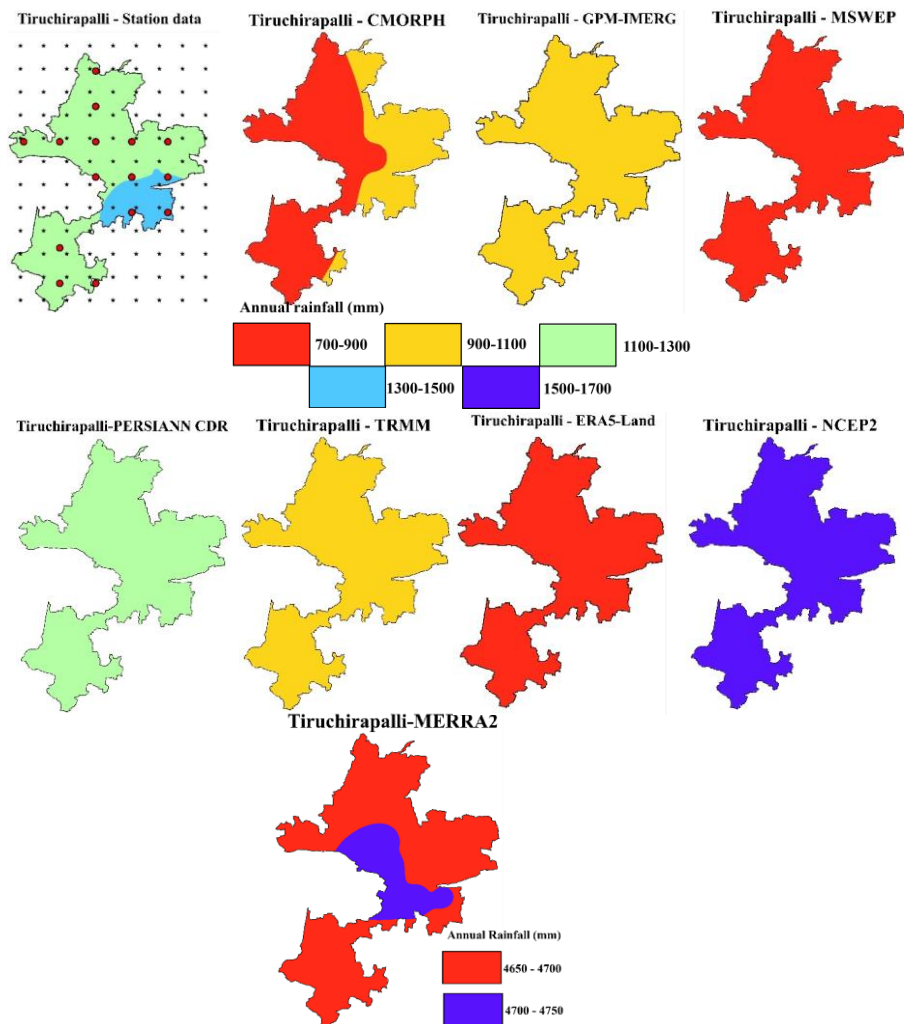 Tiruchirapalli - Station data
Tiruchirapalli - CMORPH
Tiruchirapalli - GPM-IMERG
Tiruchirapalli - MSWEP
Annual rainfall (mm)
700-900
900-1100
1100-1300
1300-1500
1500-1700
Tiruchirapalli-PERSIANN CDR
Tiruchirapalli - TRMM
Tiruchirapalli - ERA5-Land
Tiruchirapalli - NCEP2
Tiruchirapalli-MERRA2
Annual Rainfall (mm)
4650 - 4700
4700 - 4750